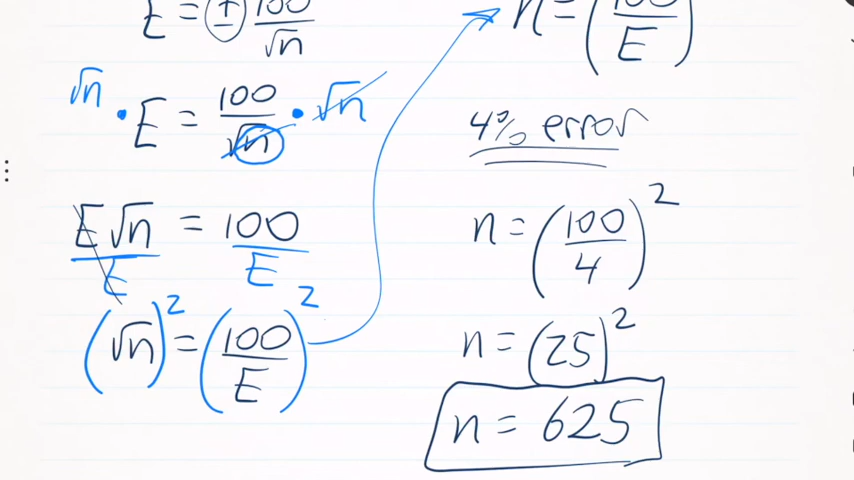 E = ± 100/√n
√n · E = 100/√n · √n
E√n/E = 100/E
(√n)² = (100/E)²
n = (100/E)
4% error
n = (100/4)²
n = (25)²
n = 625